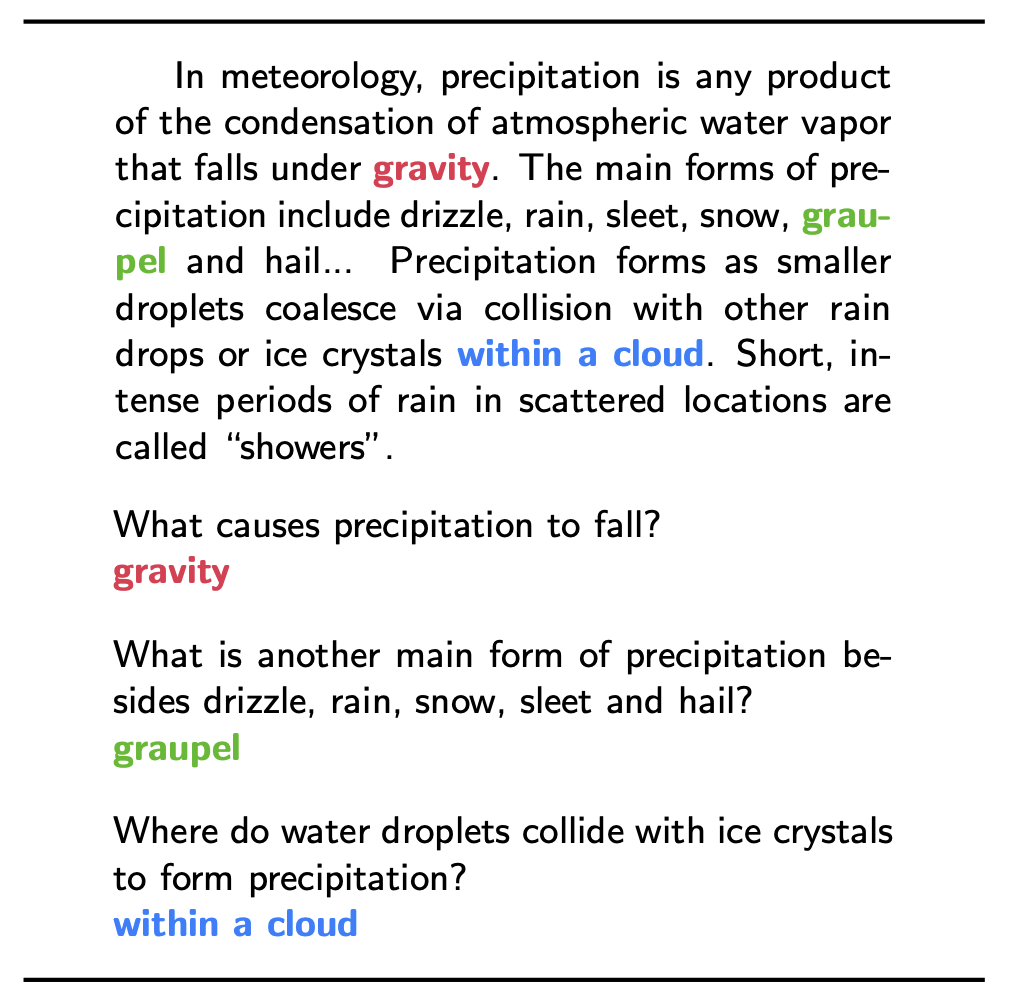 In meteorology, precipitation is any product
of the condensation of atmospheric water vapor
that falls under gravity. The main forms of pre-
cipitation include drizzle, rain, sleet, snow, grau-
pel and hail... Precipitation forms as smaller
droplets coalesce via collision with other rain
drops or ice crystals within a cloud. Short, in-
tense periods of rain in scattered locations are
called “showers”.
What causes precipitation to fall?
gravity
What is another main form of precipitation be-
sides drizzle, rain, snow, sleet and hail?
graupel
Where do water droplets collide with ice crystals
to form precipitation?
within a cloud